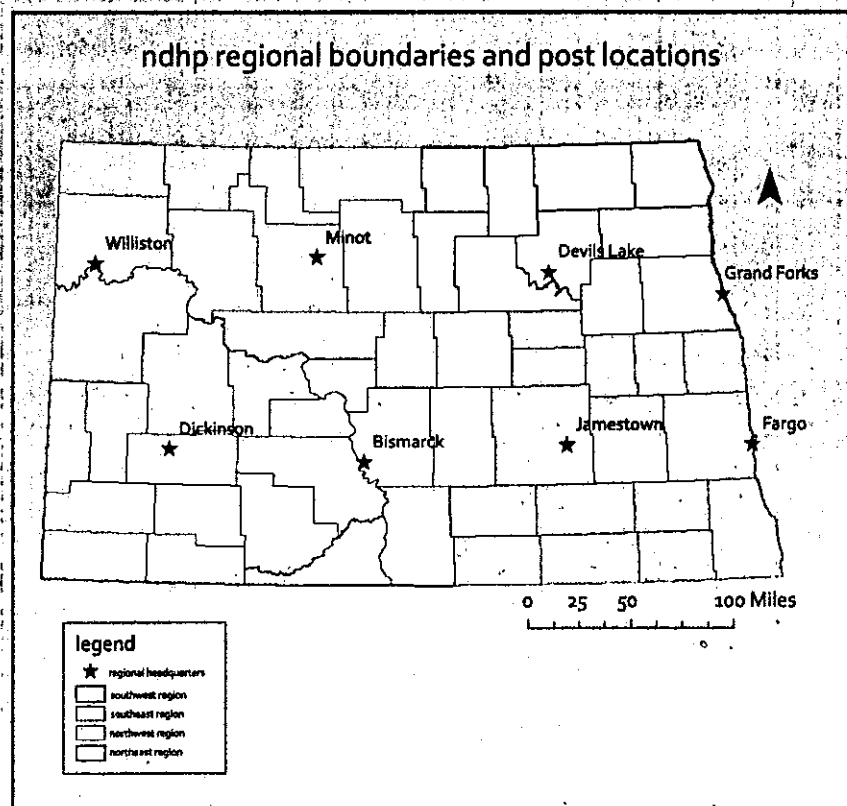 ndhp regional boundaries and post locations
Williston
Minot
Devils Lake
Grand Forks
Dickinson
Bismarck
Jamestown
Fargo
0 25 50 100 Miles
legend
regional headquarters
southwest region
southeast region
northwest region
northeast region